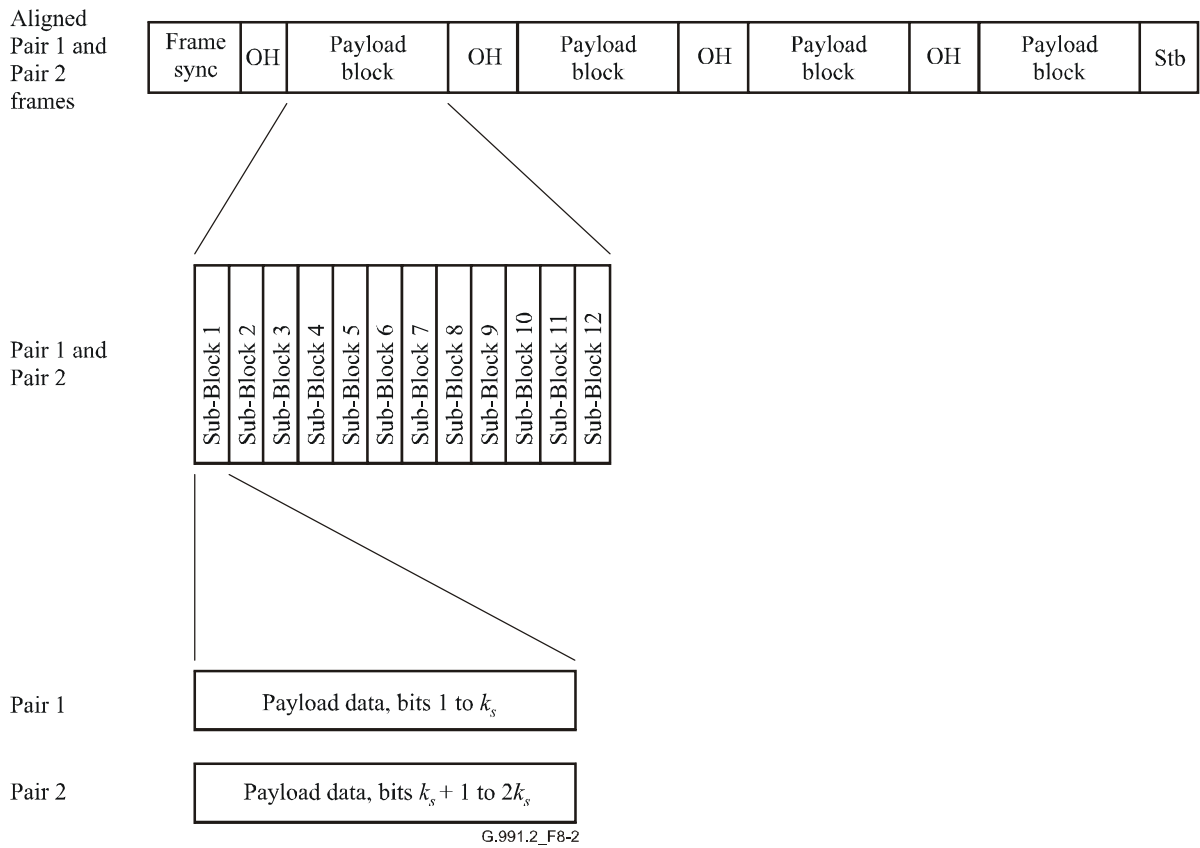 Aligned
Pair 1 and
Pair 2
frames
Frame
sync
OH
Payload
block
OH
Payload
block
OH
Payload
block
OH
Payload
block
Stb
Pair 1 and
Pair 2
Sub-Block 1
Sub-Block 2
Sub-Block 3
Sub-Block 4
Sub-Block 5
Sub-Block 6
Sub-Block 7
Sub-Block 8
Sub-Block 9
Sub-Block 10
Sub-Block 11
Sub-Block 12
Pair 1
Payload data, bits 1 to kₛ
Pair 2
Payload data, bits kₛ + 1 to 2kₛ
G.991.2_F8-2